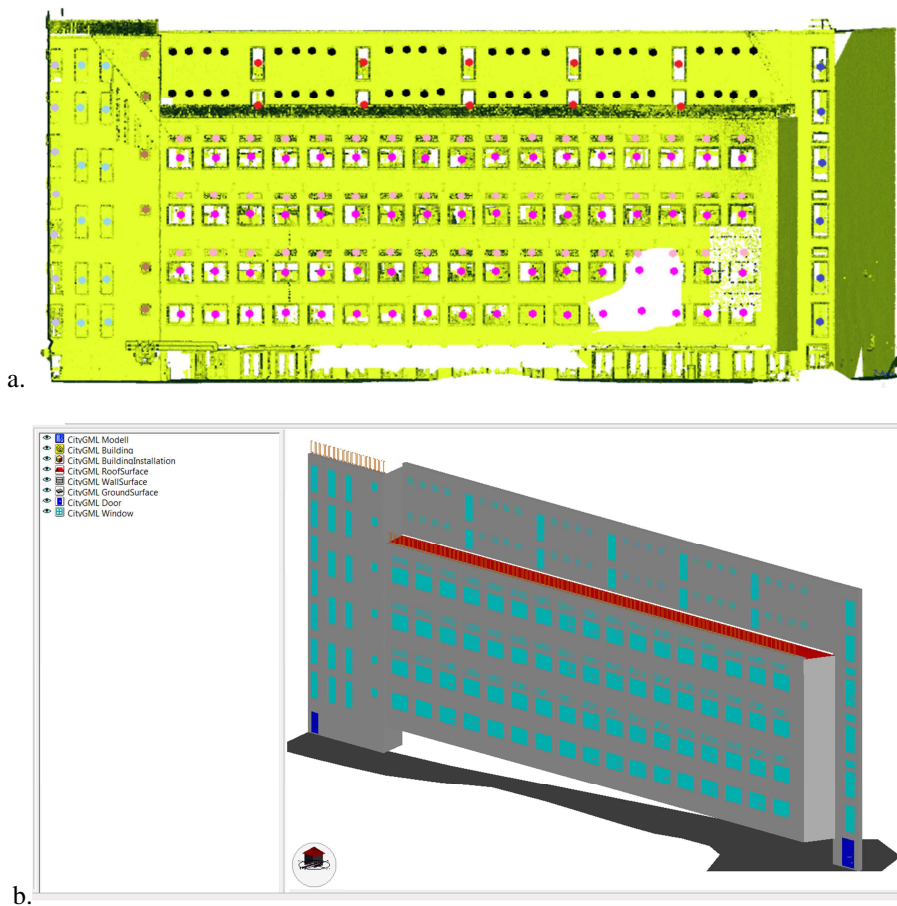 a.
CityGML Modell
CityGML Building
CityGML BuildingInstallation
CityGML RoofSurface
CityGML WallSurface
CityGML GroundSurface
CityGML Door
CityGML Window
b.